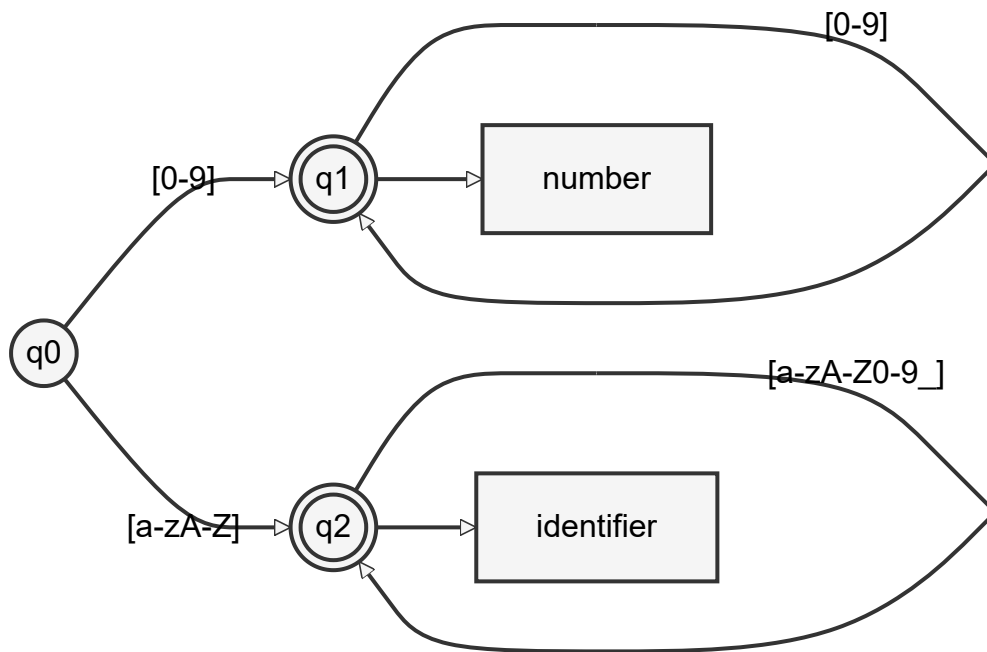 [0-9]
[0-9]
q1
number
q0
[a-zA-Z0-9_]
[a-zA-Z]
q2
identifier